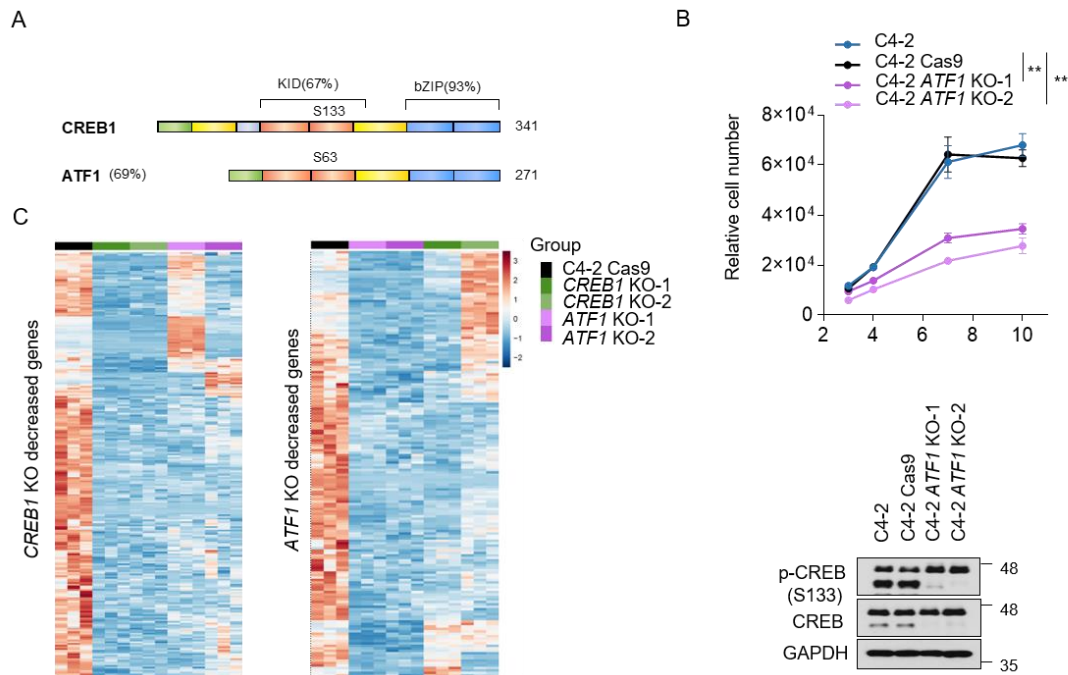 A
KID(67%)
bZIP(93%)
S133
CREB1
341
S63
ATF1 (69%)
271
B
C4-2
C4-2 Cas9
C4-2 ATF1 KO-1
C4-2 ATF1 KO-2
**
**
Relative cell number
8×10⁴
6×10⁴
4×10⁴
2×10⁴
0
2
4
6
8
10
C4-2
C4-2 Cas9
C4-2 ATF1 KO-1
C4-2 ATF1 KO-2
p-CREB
(S133)
48
CREB
48
GAPDH
35
C
CREB1 KO decreased genes
ATF1 KO decreased genes
3
2
1
0
−1
−2
Group
C4-2 Cas9
CREB1 KO-1
CREB1 KO-2
ATF1 KO-1
ATF1 KO-2